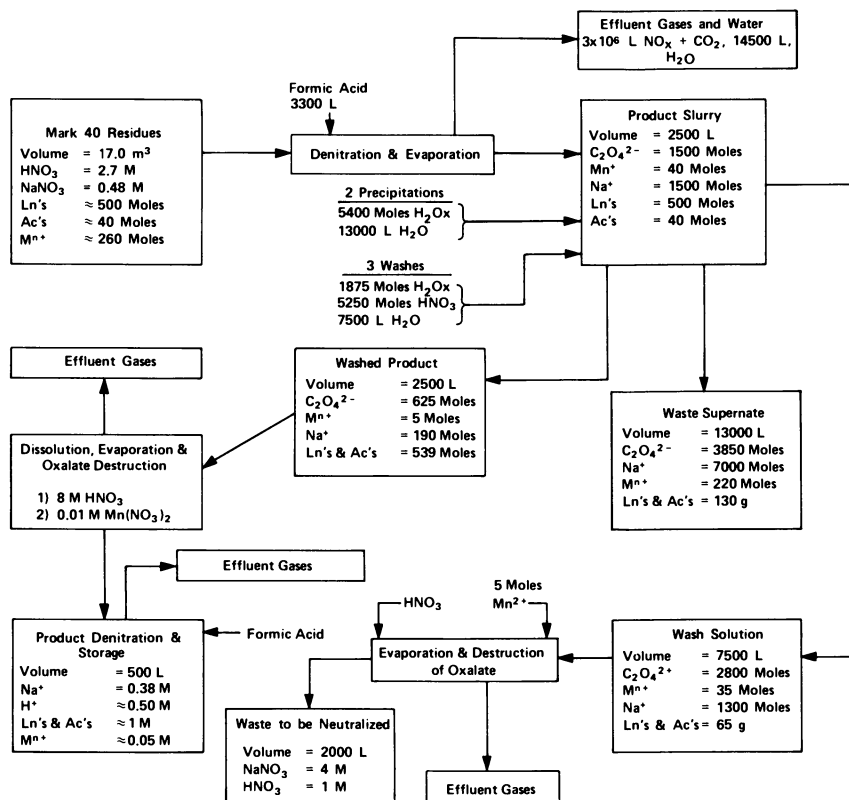 Effluent Gases and Water
3x10⁶ L NOₓ + CO₂, 14500 L,
H₂O
Formic Acid
3300 L
Mark 40 Residues
Volume = 17.0 m³
HNO₃ = 2.7 M
NaNO₃ = 0.48 M
Ln's ≈ 500 Moles
Ac's ≈ 40 Moles
Mⁿ⁺ ≈ 260 Moles
Denitration & Evaporation
Product Slurry
Volume = 2500 L
C₂O₄²⁻ = 1500 Moles
Mn⁺ = 40 Moles
Na⁺ = 1500 Moles
Ln's = 500 Moles
Ac's = 40 Moles
2 Precipitations
5400 Moles H₂Ox
13000 L H₂O
3 Washes
1875 Moles H₂Ox
5250 Moles HNO₃
7500 L H₂O
Effluent Gases
Washed Product
Volume = 2500 L
C₂O₄²⁻ = 625 Moles
Mⁿ⁺ = 5 Moles
Na⁺ = 190 Moles
Ln's & Ac's = 539 Moles
Waste Supernate
Volume = 13000 L
C₂O₄²⁻ = 3850 Moles
Na⁺ = 7000 Moles
Mⁿ⁺ = 220 Moles
Ln's & Ac's = 130 g
Dissolution, Evaporation &
Oxalate Destruction
1) 8 M HNO₃
2) 0.01 M Mn(NO₃)₂
Effluent Gases
Product Denitration &
Storage
Volume = 500 L
Na⁺ = 0.38 M
H⁺ ≈ 0.50 M
Ln's & Ac's ≈ 1 M
Mⁿ⁺ ≈ 0.05 M
Formic Acid
HNO₃
5 Moles
Mn²⁺
Evaporation & Destruction
of Oxalate
Wash Solution
Volume = 7500 L
C₂O₄²⁺ = 2800 Moles
Mⁿ⁺ = 35 Moles
Na⁺ = 1300 Moles
Ln's & Ac's = 65 g
Waste to be Neutralized
Volume = 2000 L
NaNO₃ = 4 M
HNO₃ = 1 M
Effluent Gases